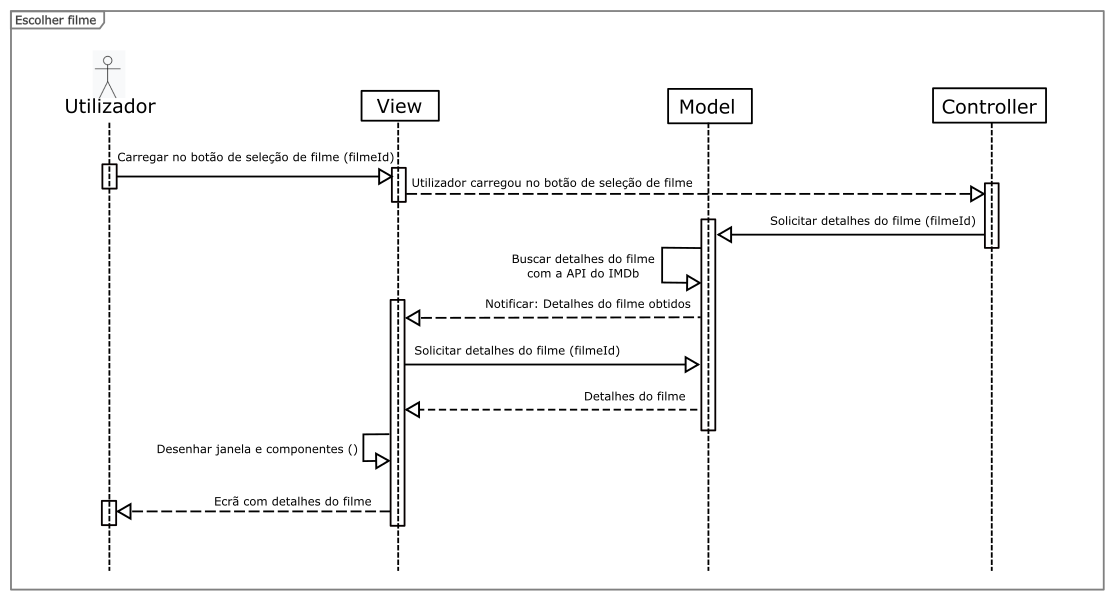 Escolher filme
Utilizador
View
Model
Controller
Carregar no botão de seleção de filme (filmeId)
Utilizador carregou no botão de seleção de filme
Solicitar detalhes do filme (filmeId)
Buscar detalhes do filme
com a API do IMDb
Notificar: Detalhes do filme obtidos
Solicitar detalhes do filme (filmeId)
Detalhes do filme
Desenhar janela e componentes ()
Ecrã com detalhes do filme